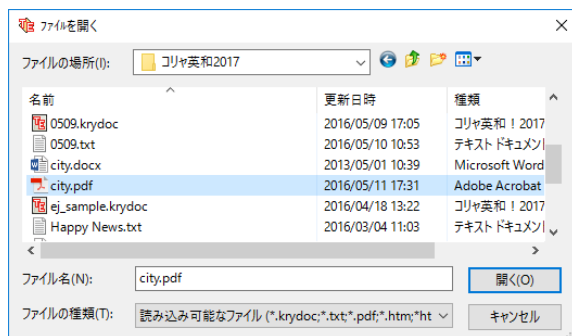 ファイルを開く
ファイルの場所(I):
コリャ英和2017
名前 更新日時 種類
0509.krydoc 2016/05/09 17:05 コリャ英和！2017
0509.txt 2016/05/10 10:53 テキスト ドキュメン
city.docx 2013/05/01 10:39 Microsoft Word
city.pdf 2016/05/11 17:31 Adobe Acrobat
ej_sample.krydoc 2016/04/18 13:22 コリャ英和！2017
Happy News.txt 2016/03/04 11:03 テキスト ドキュメン
ファイル名(N): city.pdf 開く(O)
ファイルの種類(T): 読み込み可能なファイル (*.krydoc;*.txt;*.pdf;*.htm;*ht キャンセル